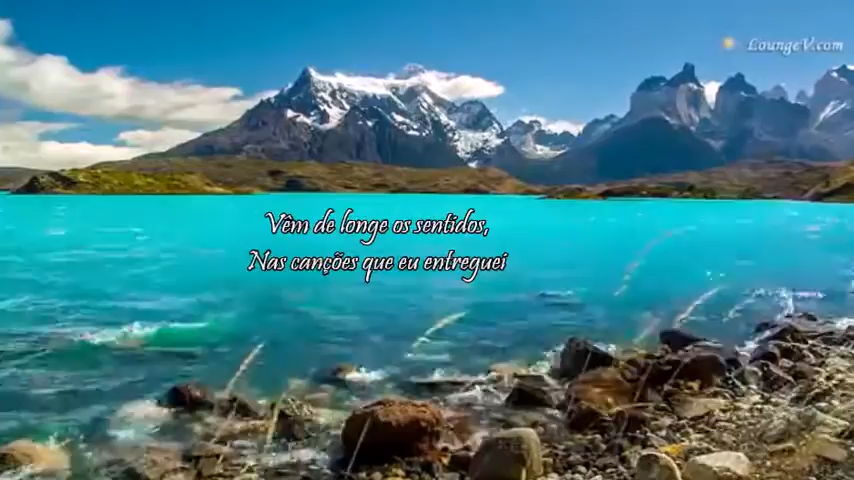 LoungeV.com
Vêm de longe os sentidos,
Nas canções que eu entreguei